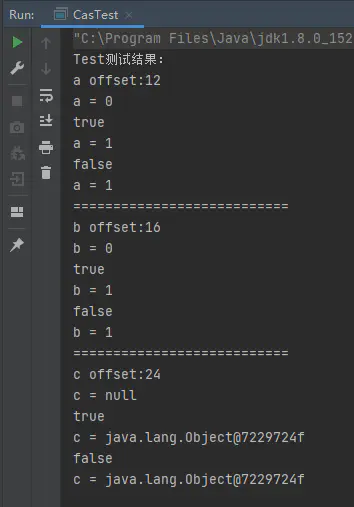 Run: CasTest
"C:\Program Files\Java\jdk1.8.0_152
Test测试结果:
a offset:12
a = 0
true
a = 1
false
a = 1
===========================
b offset:16
b = 0
true
b = 1
false
b = 1
===========================
c offset:24
c = null
true
c = java.lang.Object@7229724f
false
c = java.lang.Object@7229724f